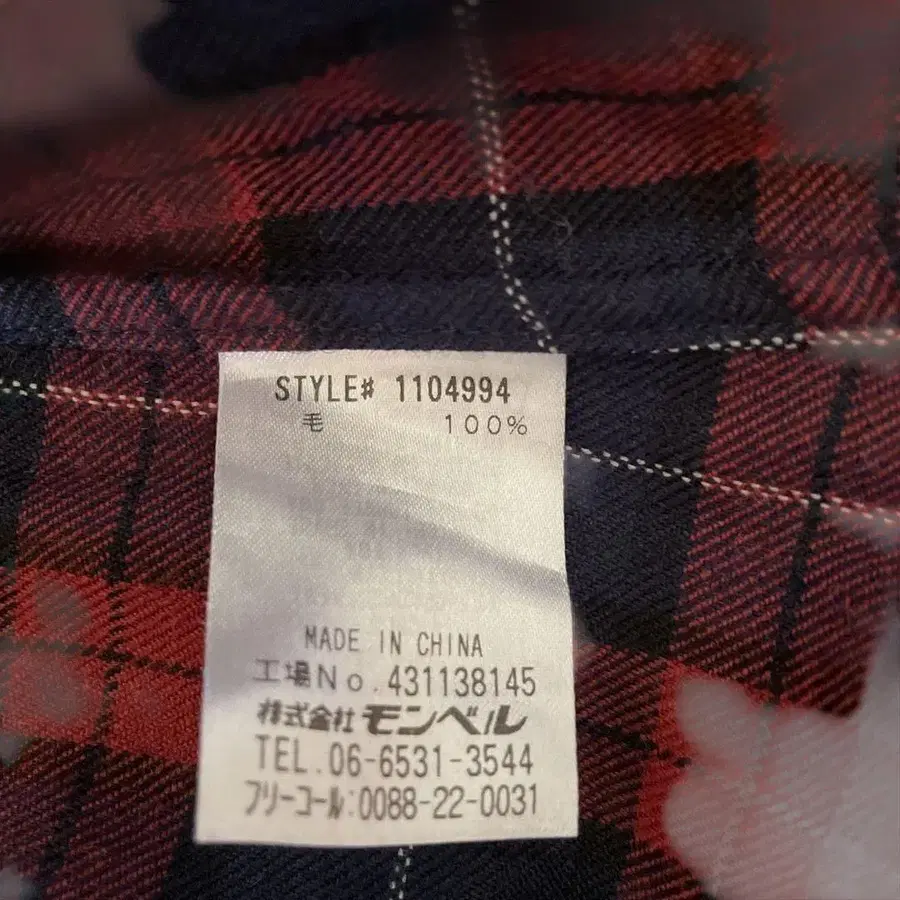 STYLE# 1104994
毛 100%
MADE IN CHINA
工場No.431138145
株式会社 モンベル
TEL.06-6531-3544
フリーコール:0088-22-0031